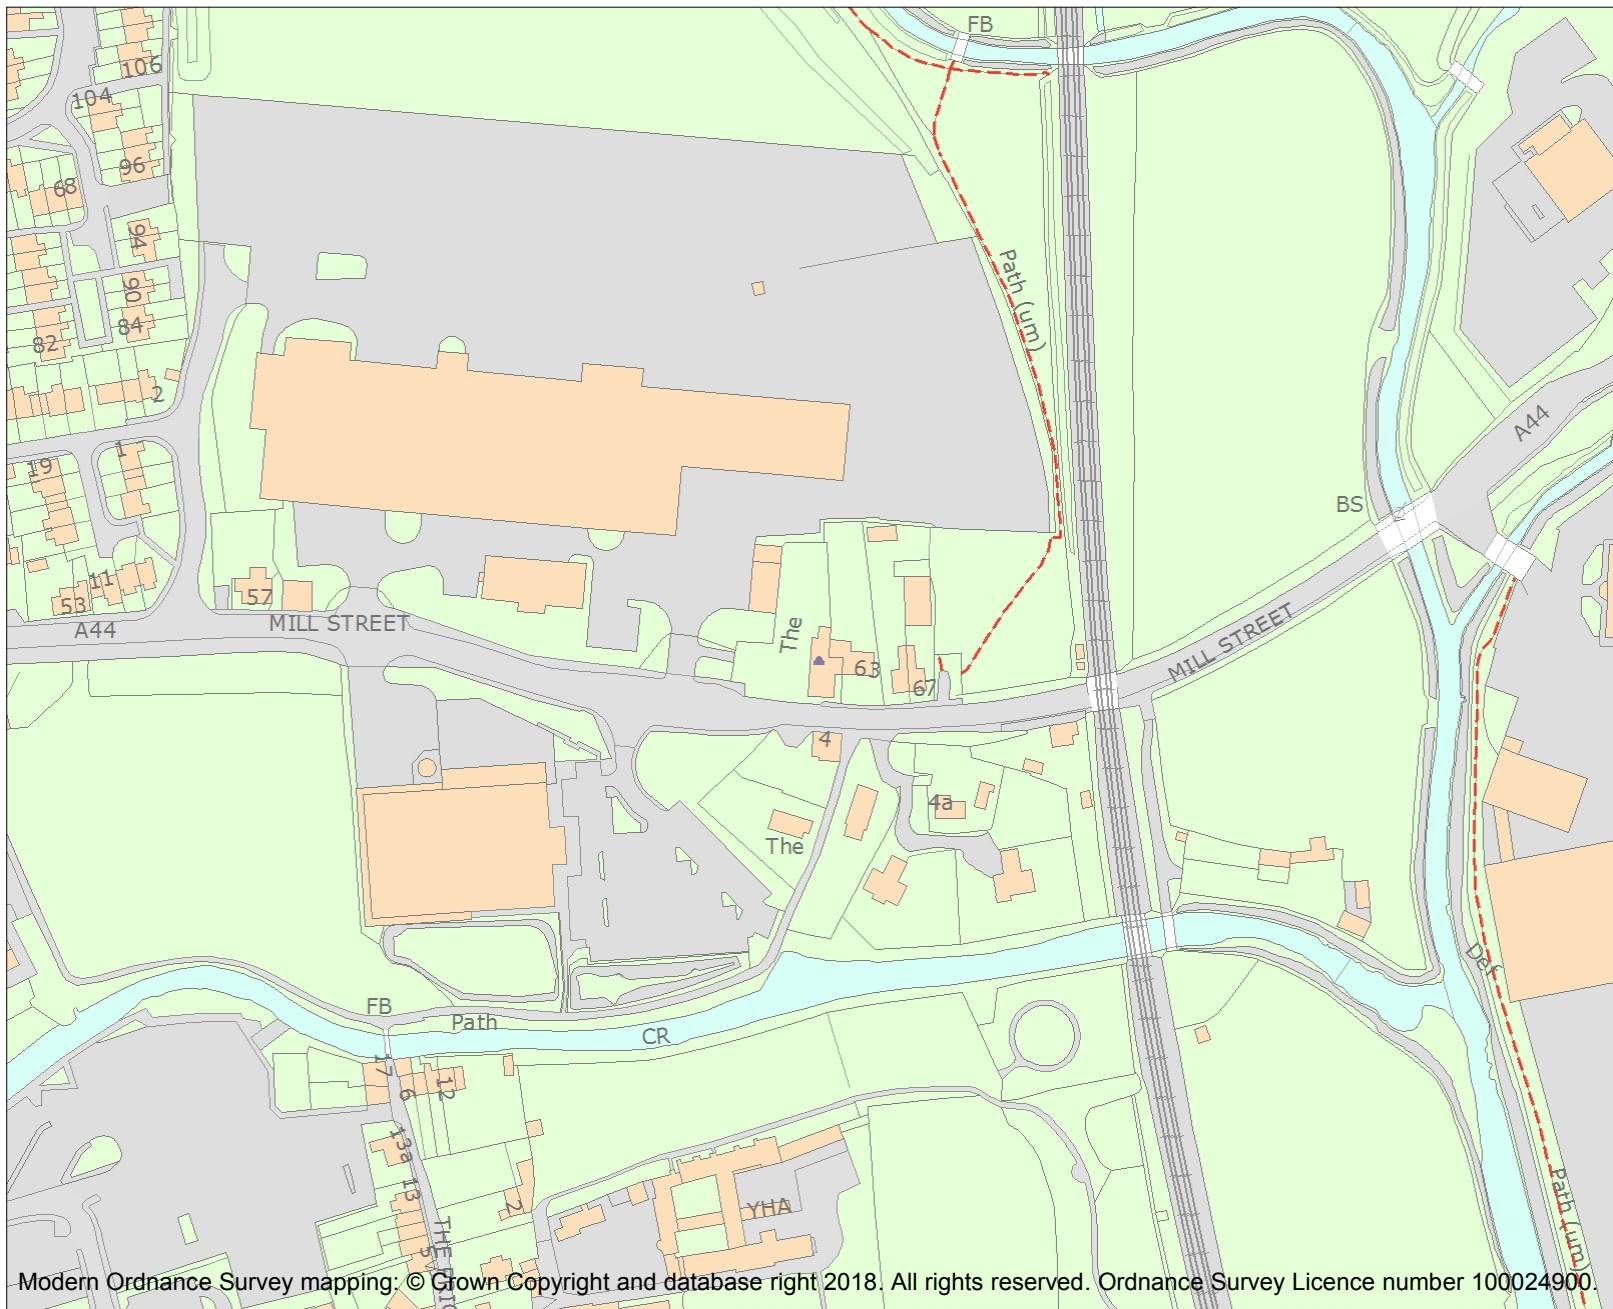 FB
106
104
96
68
94
90
84
82
2
1
19
11
53
57
A44
MILL STREET
Path (um)
A44
BS
2
MILL STREET
The
63
67
4
4a
The
Def
FB
Path
CR
17
6
12
13a
13
2
5
YHA
Path (um)
Modern Ordnance Survey mapping: © Crown Copyright and database right 2018. All rights reserved. Ordnance Survey Licence number 100024900.